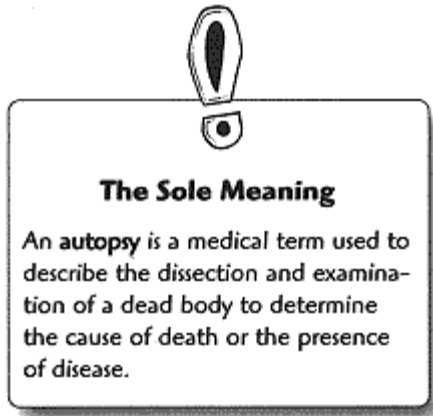 The Sole Meaning
An autopsy is a medical term used to
describe the dissection and examina-
tion of a dead body to determine
the cause of death or the presence
of disease.